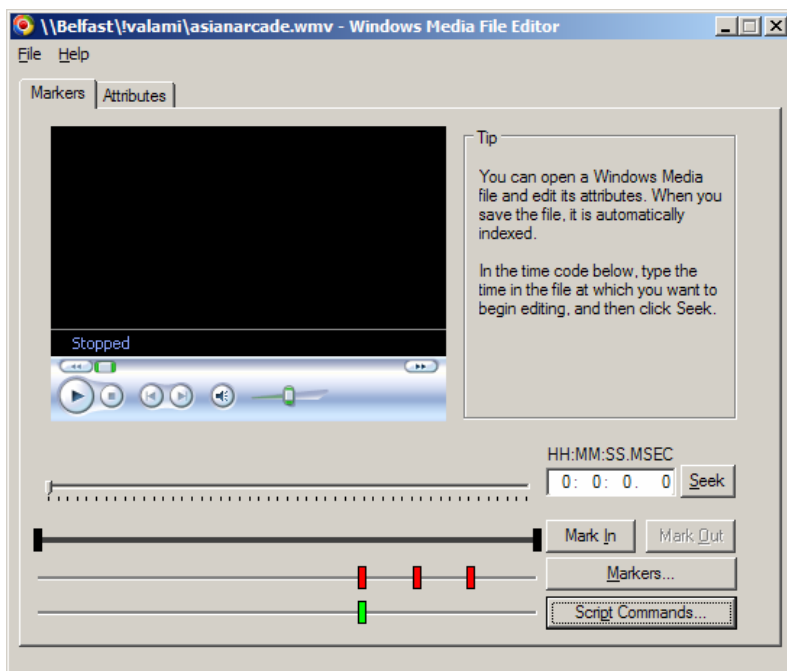 \\Belfast\!valami\asianarcade.wmv - Windows Media File Editor
File Help
Markers Attributes
Tip
You can open a Windows Media
file and edit its attributes. When you
save the file, it is automatically
indexed.
In the time code below, type the
time in the file at which you want to
begin editing, and then click Seek.
Stopped
HH:MM:SS.MSEC
0: 0: 0. 0 Seek
Mark In Mark Out
Markers...
Script Commands...